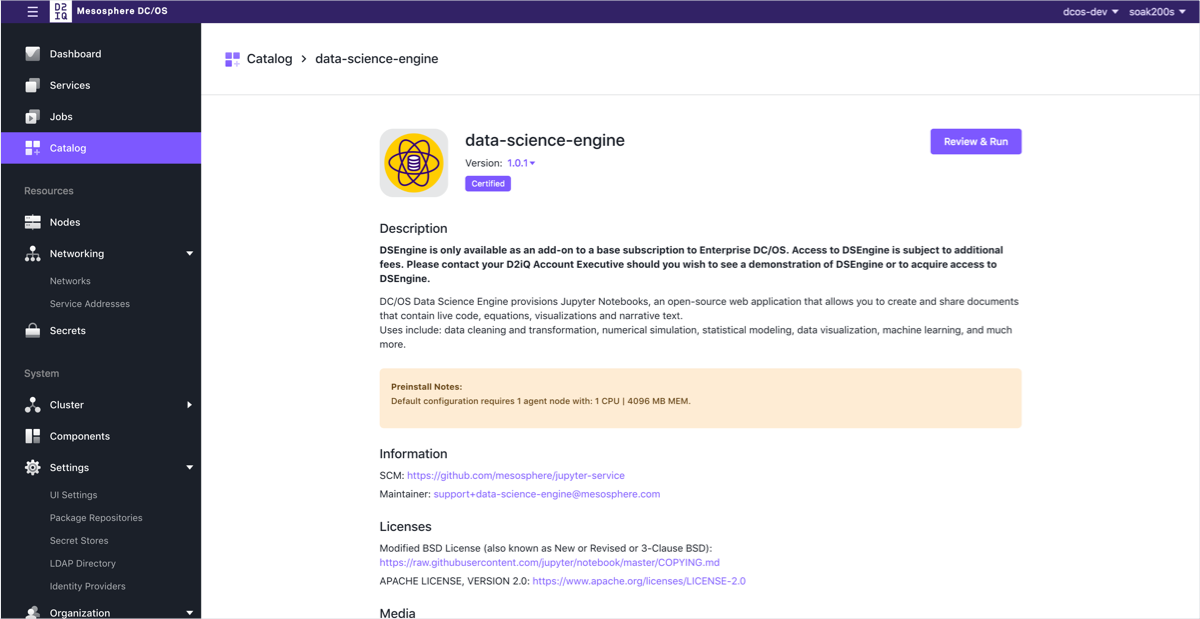 D2
iQ
Mesosphere DC/OS
dcos-dev
soak200s
Dashboard
Services
Jobs
Catalog
Resources
Nodes
Networking
Networks
Service Addresses
Secrets
System
Cluster
Components
Settings
UI Settings
Package Repositories
Secret Stores
LDAP Directory
Identity Providers
Organization
Catalog > data-science-engine
data-science-engine
Review & Run
Version: 1.0.1
Certified
Description
DSEngine is only available as an add-on to a base subscription to Enterprise DC/OS. Access to DSEngine is subject to additional
fees. Please contact your D2iQ Account Executive should you wish to see a demonstration of DSEngine or to acquire access to
DSEngine.
DC/OS Data Science Engine provisions Jupyter Notebooks, an open-source web application that allows you to create and share documents
that contain live code, equations, visualizations and narrative text.
Uses include: data cleaning and transformation, numerical simulation, statistical modeling, data visualization, machine learning, and much
more.
Preinstall Notes:
Default configuration requires 1 agent node with: 1 CPU | 4096 MB MEM.
Information
SCM: https://github.com/mesosphere/jupyter-service
Maintainer: support+data-science-engine@mesosphere.com
Licenses
Modified BSD License (also known as New or Revised or 3-Clause BSD):
https://raw.githubusercontent.com/jupyter/notebook/master/COPYING.md
APACHE LICENSE, VERSION 2.0: https://www.apache.org/licenses/LICENSE-2.0
Media